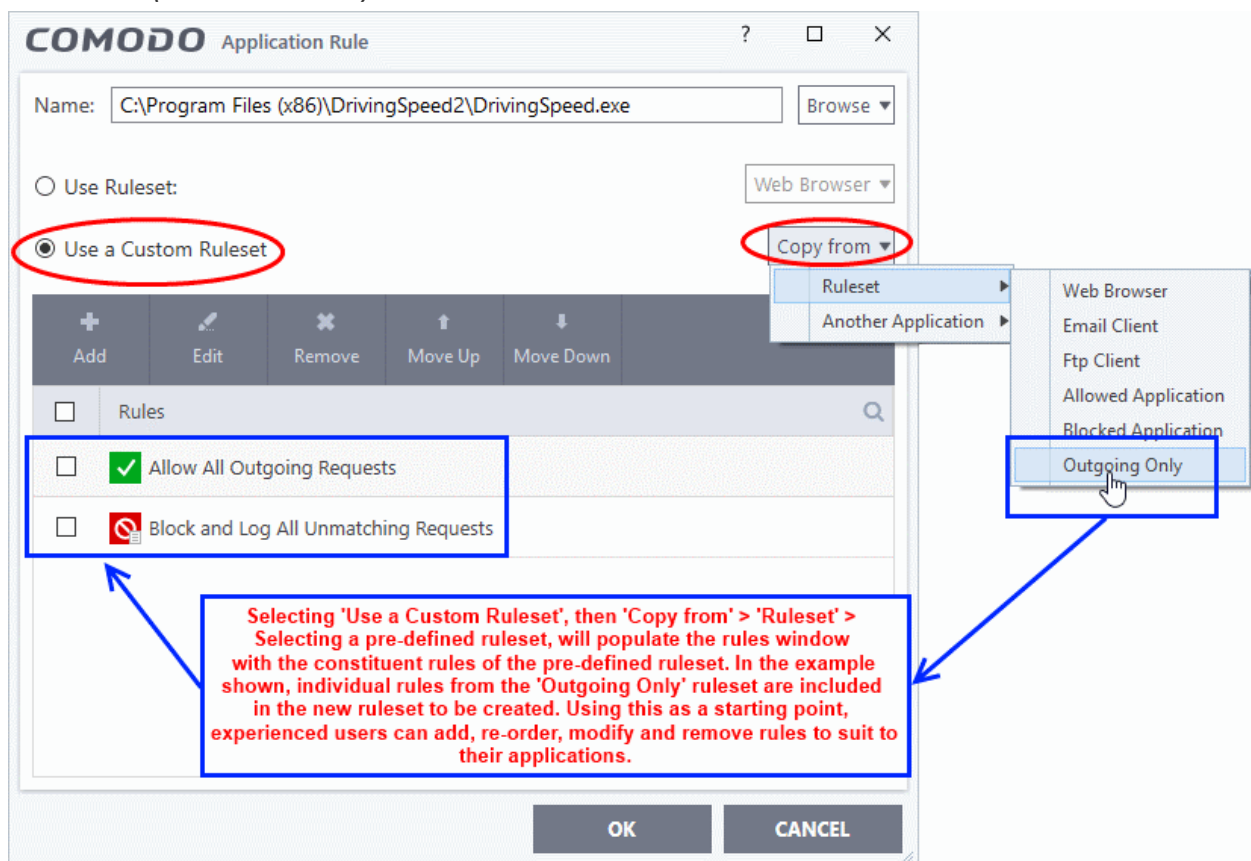 COMODO Application Rule ?
Name: C:\Program Files (x86)\DrivingSpeed2\DrivingSpeed.exe Browse
Use Ruleset: Web Browser
Use a Custom Ruleset Copy from
Ruleset
Another Application
Web Browser
Email Client
Ftp Client
Allowed Application
Blocked Application
Outgoing Only
Add Edit Remove Move Up Move Down
Rules
Allow All Outgoing Requests
Block and Log All Unmatching Requests
Selecting 'Use a Custom Ruleset', then 'Copy from' > 'Ruleset' >
Selecting a pre-defined ruleset, will populate the rules window
with the constituent rules of the pre-defined ruleset. In the example
shown, individual rules from the 'Outgoing Only' ruleset are included
in the new ruleset to be created. Using this as a starting point,
experienced users can add, re-order, modify and remove rules to suit to
their applications.
OK CANCEL